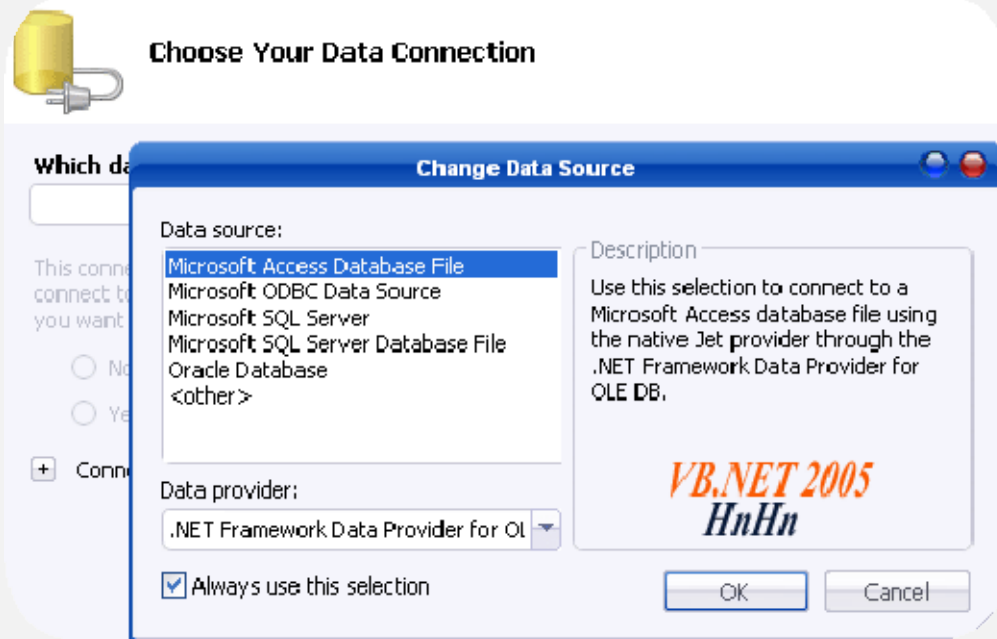 Choose Your Data Connection
Which da
Change Data Source
This conne
connect to
you want
No
Ye
Conne
Data source:
Microsoft Access Database File
Microsoft ODBC Data Source
Microsoft SQL Server
Microsoft SQL Server Database File
Oracle Database
<other>
Data provider:
.NET Framework Data Provider for OL
Always use this selection
Description
Use this selection to connect to a
Microsoft Access database file using
the native Jet provider through the
.NET Framework Data Provider for
OLE DB.
VB.NET 2005
HnHn
OK
Cancel